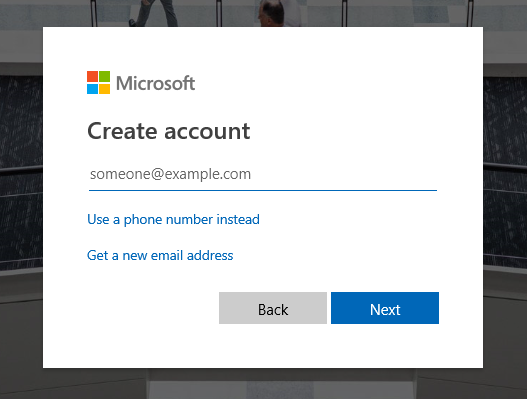 Microsoft
Create account
someone@example.com
Use a phone number instead
Get a new email address
Back Next